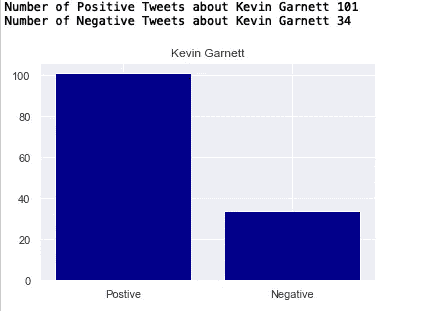 Number of Positive Tweets about Kevin Garnett 101
Number of Negative Tweets about Kevin Garnett 34
Kevin Garnett
100
80
60
40
20
0
Postive Negative